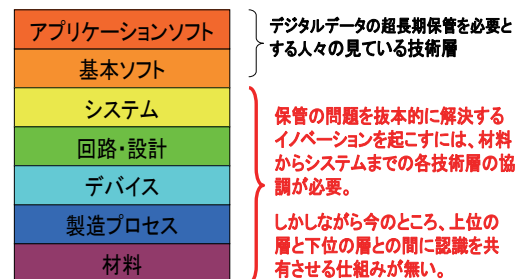 アプリケーションソフト
基本ソフト
システム
回路・設計
デバイス
製造プロセス
材料
デジタルデータの超長期保管を必要と
する人々の見ている技術層
保管の問題を抜本的に解決する
イノベーションを起こすには、材料
からシステムまでの各技術層の協
調が必要。
しかしながら今のところ、上位の
層と下位の層との間に認識を共
有させる仕組みが無い。